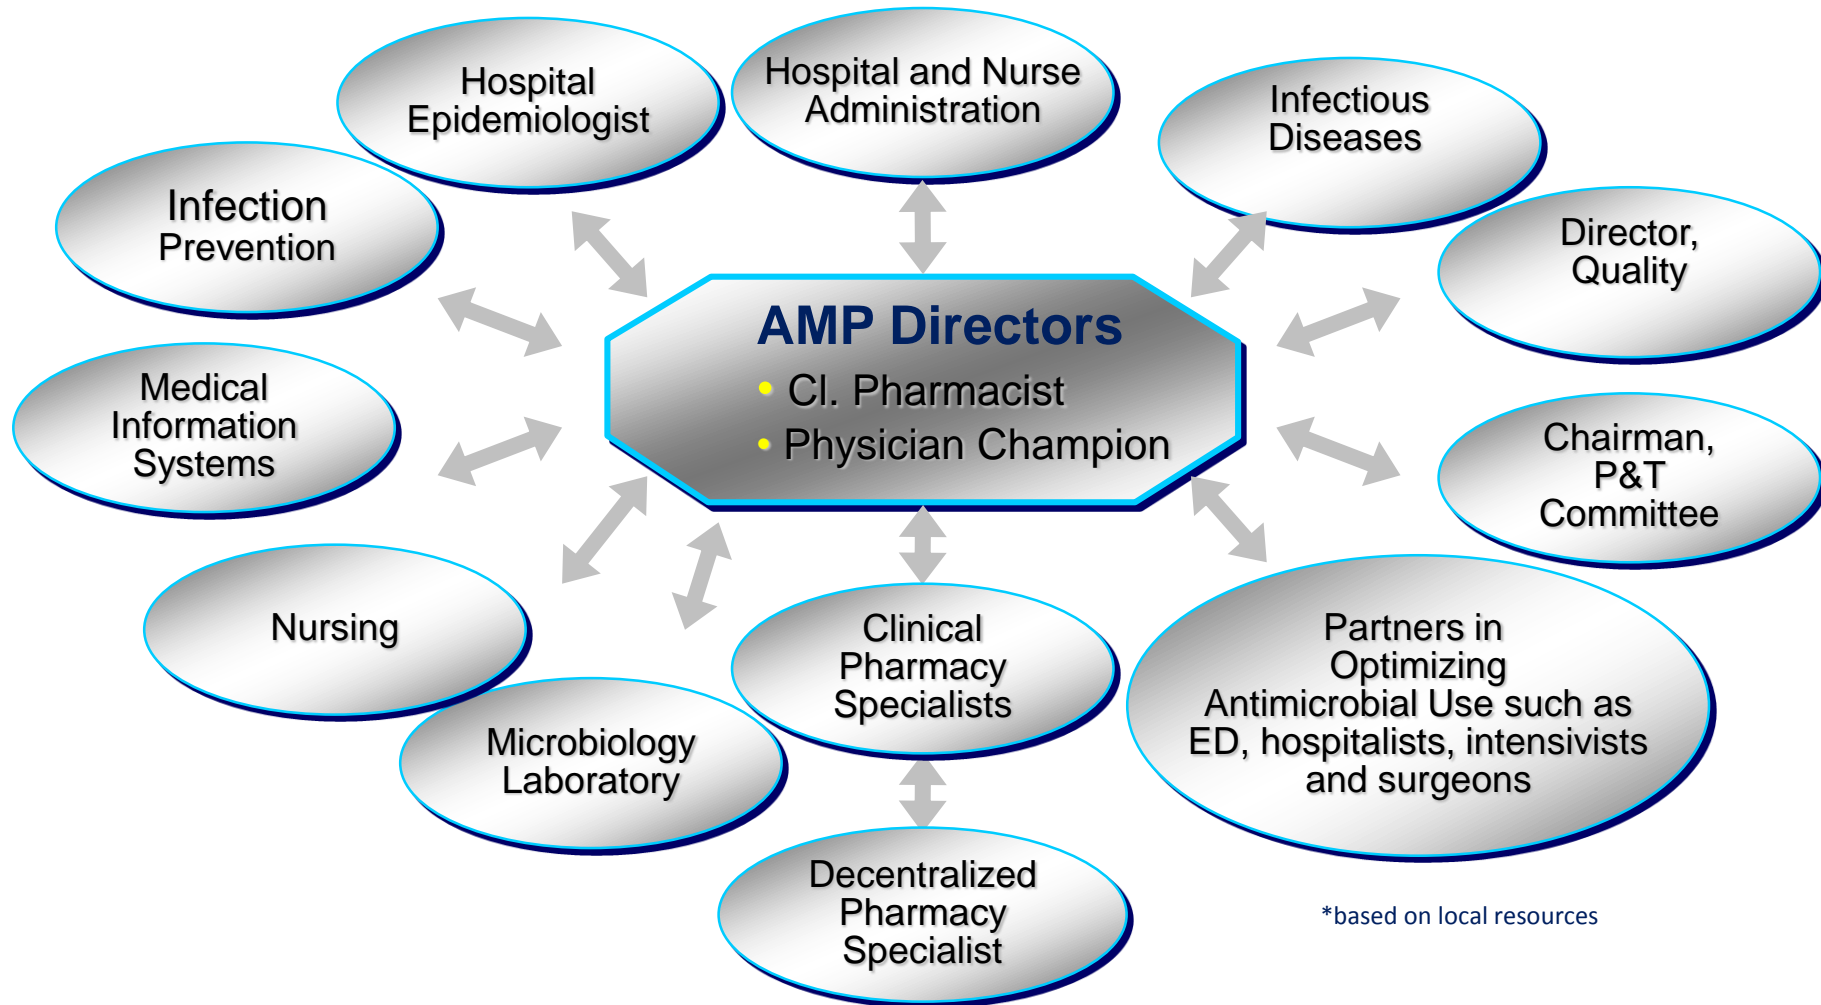 Hospital
Epidemiologist
Hospital and Nurse
Administration
Infectious
Diseases
Infection
Prevention
Director,
Quality
AMP Directors
• Cl. Pharmacist
• Physician Champion
Medical
Information
Systems
Chairman,
P&T
Committee
Nursing
Clinical
Pharmacy
Specialists
Partners in
Optimizing
Antimicrobial Use such as
ED, hospitalists, intensivists
and surgeons
Microbiology
Laboratory
Decentralized
Pharmacy
Specialist
*based on local resources